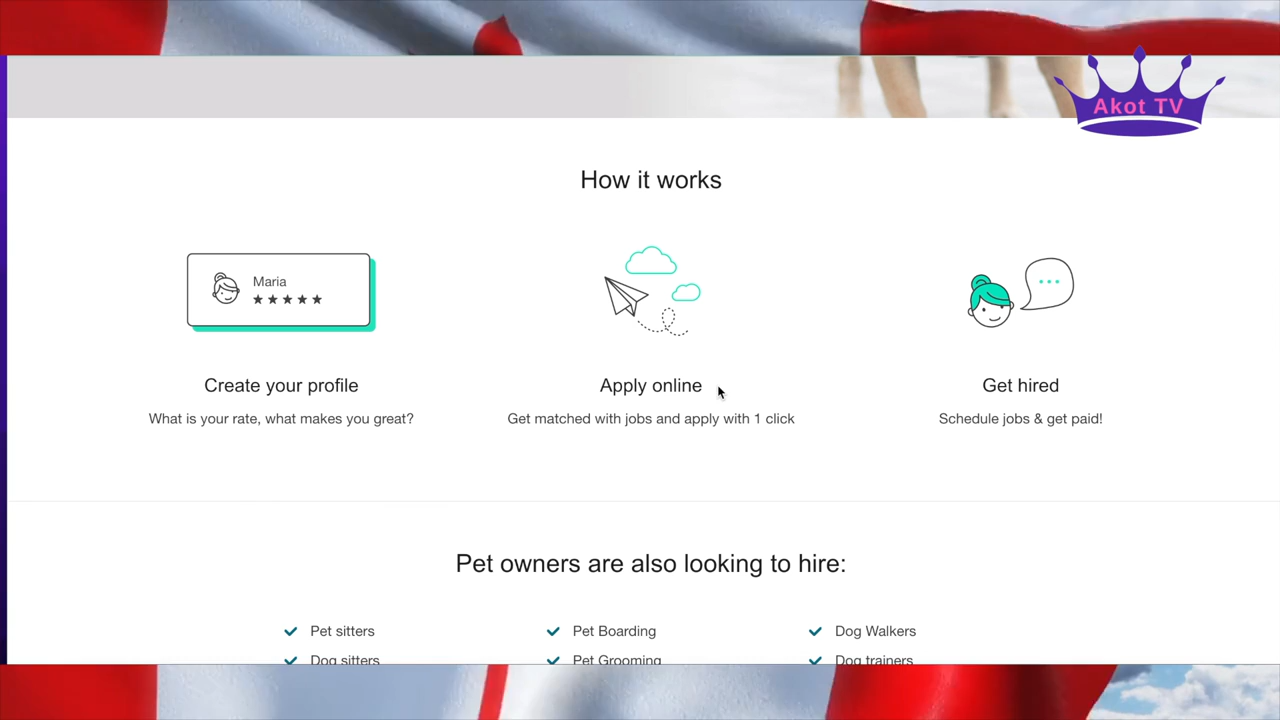 Akot TV
How it works
Maria
Create your profile
What is your rate, what makes you great?
Apply online
Get matched with jobs and apply with 1 click
Get hired
Schedule jobs & get paid!
Pet owners are also looking to hire:
Pet sitters
Pet Boarding
Dog Walkers
Dog sitters
Pet Grooming
Dog trainers